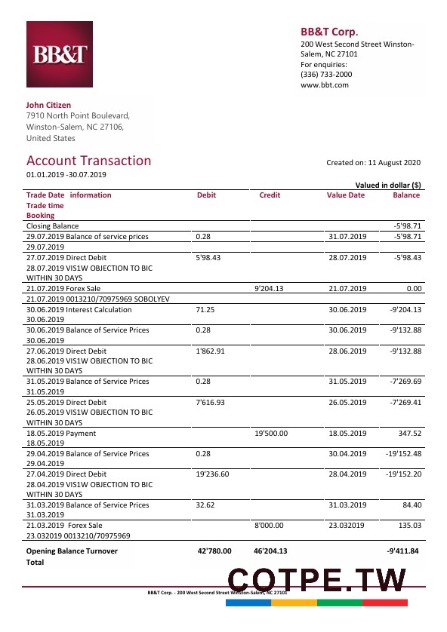 BB&T
BB&T Corp.
200 West Second Street Winston-
Salem, NC 27101
For enquiries:
(336) 733-2000
www.bbt.com
John Citizen
7910 North Point Boulevard,
Winston-Salem, NC 27106,
United States
Account Transaction
Created on: 11 August 2020
01.01.2019 -30.07.2019
Valued in dollar ($)
Trade Date information Debit Credit Value Date Balance
Trade time
Booking
Closing Balance -5'98.71
29.07.2019 Balance of service prices 0.28 31.07.2019 -5'98.71
29.07.2019
27.07.2019 Direct Debit 5'98.43 28.07.2019 -5'98.43
28.07.2019 VIS1W OBJECTION TO BIC
WITHIN 30 DAYS
21.07.2019 Forex Sale 9'204.13 21.07.2019 0.00
21.07.2019 0013210/70975969 SOBOLYEV
30.06.2019 Interest Calculation 71.25 30.06.2019 -9'204.13
30.06.2019
30.06.2019 Balance of Service Prices 0.28 30.06.2019 -9'132.88
30.06.2019
27.06.2019 Direct Debit 1'862.91 28.06.2019 -9'132.88
28.06.2019 VIS1W OBJECTION TO BIC
WITHIN 30 DAYS
31.05.2019 Balance of Service Prices 0.28 31.05.2019 -7'269.69
31.05.2019
25.05.2019 Direct Debit 7'616.93 26.05.2019 -7'269.41
26.05.2019 VIS1W OBJECTION TO BIC
WITHIN 30 DAYS
18.05.2019 Payment 19'500.00 18.05.2019 347.52
18.05.2019
29.04.2019 Balance of Service Prices 0.28 30.04.2019 -19'152.48
29.04.2019
27.04.2019 Direct Debit 19'236.60 28.04.2019 -19'152.20
28.04.2019 VIS1W OBJECTION TO BIC
WITHIN 30 DAYS
31.03.2019 Balance of Service Prices 32.62 31.03.2019 84.40
31.03.2019
21.03.2019 Forex Sale 8'000.00 23.032019 135.03
23.032019 0013210/70975969
Opening Balance Turnover 42'780.00 46'204.13 -9'411.84
Total
COTPE.TW
BB&T Corp. - 200 West Second Street Winston-Salem, NC 27101